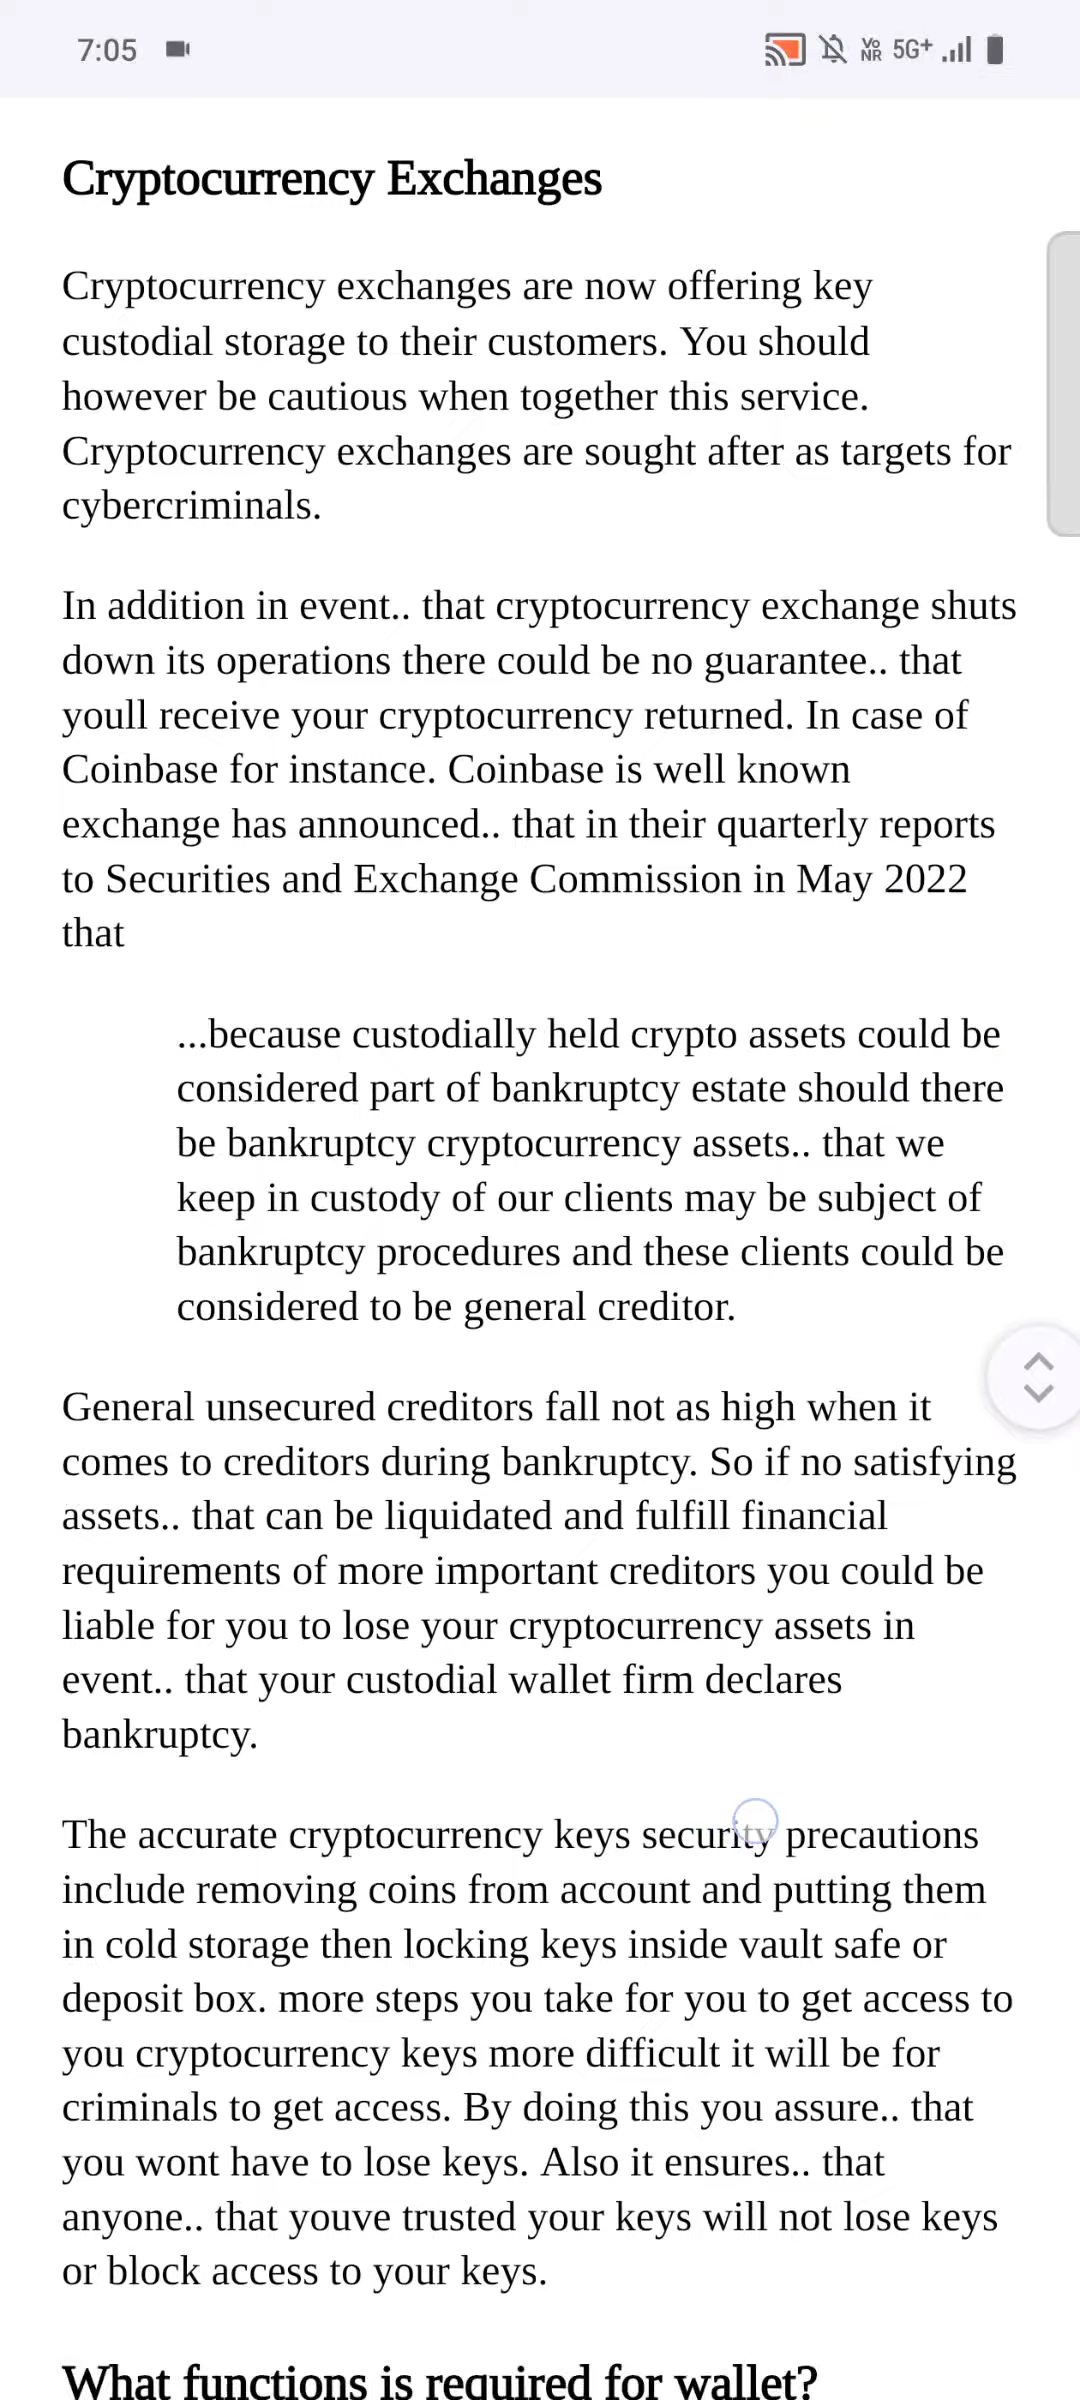 7:05
Vo
NR 5G+
Cryptocurrency Exchanges
Cryptocurrency exchanges are now offering key
custodial storage to their customers. You should
however be cautious when together this service.
Cryptocurrency exchanges are sought after as targets for
cybercriminals.
In addition in event.. that cryptocurrency exchange shuts
down its operations there could be no guarantee.. that
youll receive your cryptocurrency returned. In case of
Coinbase for instance. Coinbase is well known
exchange has announced.. that in their quarterly reports
to Securities and Exchange Commission in May 2022
that
...because custodially held crypto assets could be
considered part of bankruptcy estate should there
be bankruptcy cryptocurrency assets.. that we
keep in custody of our clients may be subject of
bankruptcy procedures and these clients could be
considered to be general creditor.
General unsecured creditors fall not as high when it
comes to creditors during bankruptcy. So if no satisfying
assets.. that can be liquidated and fulfill financial
requirements of more important creditors you could be
liable for you to lose your cryptocurrency assets in
event.. that your custodial wallet firm declares
bankruptcy.
The accurate cryptocurrency keys security precautions
include removing coins from account and putting them
in cold storage then locking keys inside vault safe or
deposit box. more steps you take for you to get access to
you cryptocurrency keys more difficult it will be for
criminals to get access. By doing this you assure.. that
you wont have to lose keys. Also it ensures.. that
anyone.. that youve trusted your keys will not lose keys
or block access to your keys.
What functions is required for wallet?